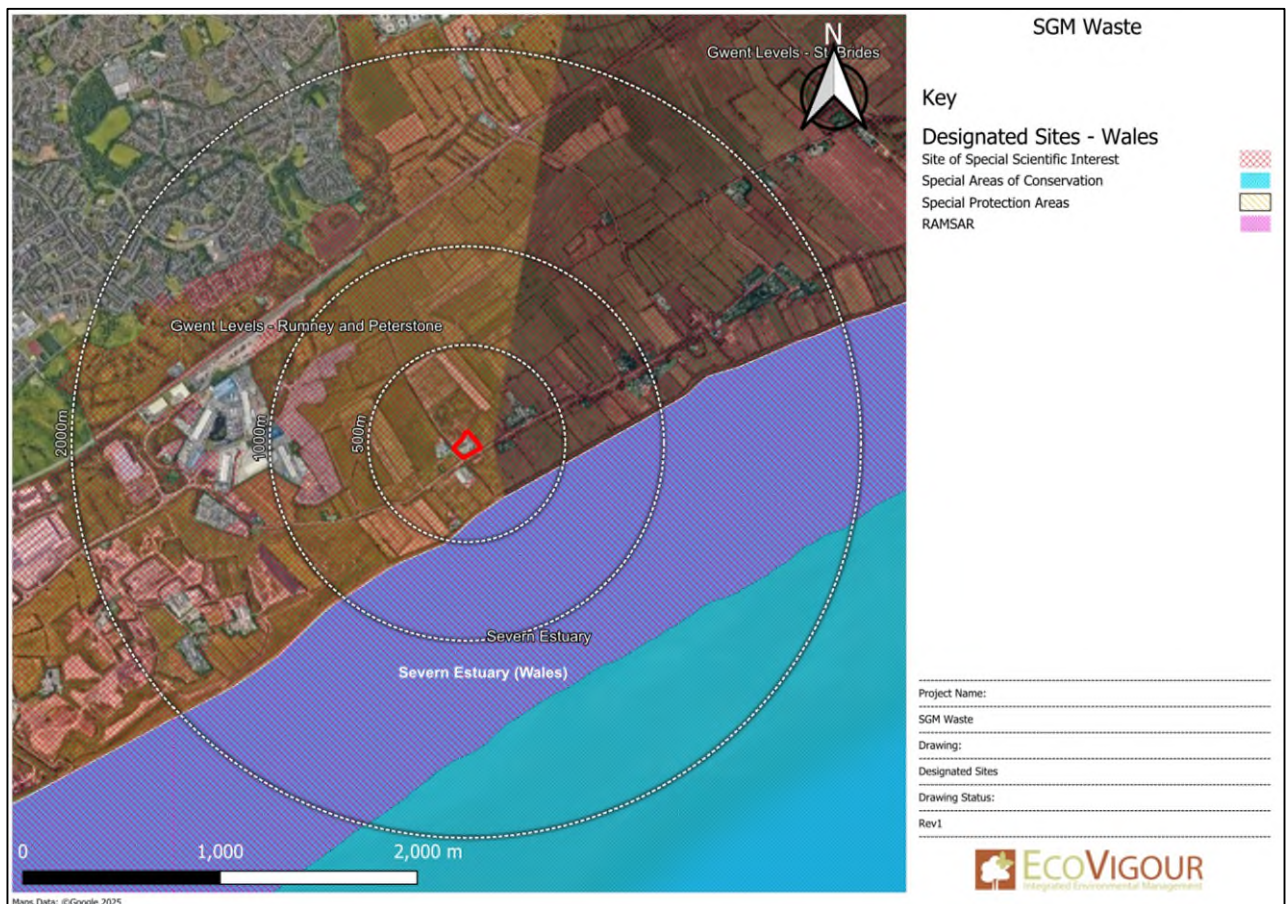 SGM Waste
N
Gwent Levels - St. Brides
Key
Designated Sites - Wales
Site of Special Scientific Interest
Special Areas of Conservation
Special Protection Areas
RAMSAR
Gwent Levels - Rumney and Peterstone
2000m
1000m
500m
Severn Estuary
Severn Estuary (Wales)
0 1,000 2,000 m
Maps Data: ©Google 2025
Project Name:
SGM Waste
Drawing:
Designated Sites
Drawing Status:
Rev1
ECOVIGOUR
Integrated Environmental Management